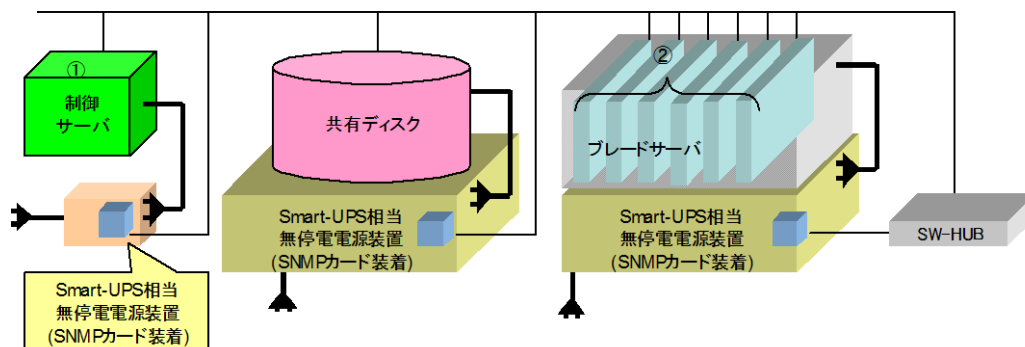 ①
制御
サーバ
共有ディスク
②
ブレードサーバ
Smart-UPS相当
無停電電源装置
(SNMPカード装着)
Smart-UPS相当
無停電電源装置
(SNMPカード装着)
SW-HUB
Smart-UPS相当
無停電電源装置
(SNMPカード装着)